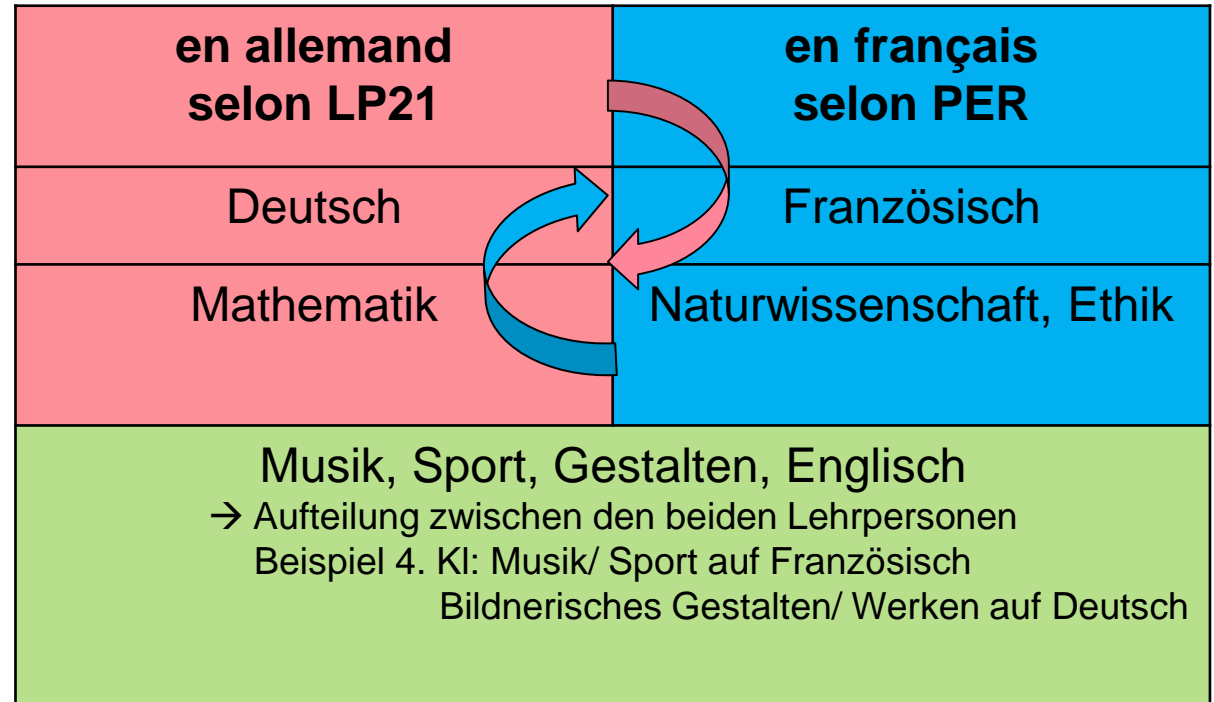 en allemand
selon LP21
en français
selon PER
Deutsch
Französisch
Mathematik
Naturwissenschaft, Ethik
Musik, Sport, Gestalten, Englisch
→ Aufteilung zwischen den beiden Lehrpersonen
Beispiel 4. Kl: Musik/ Sport auf Französisch
Bildnerisches Gestalten/ Werken auf Deutsch